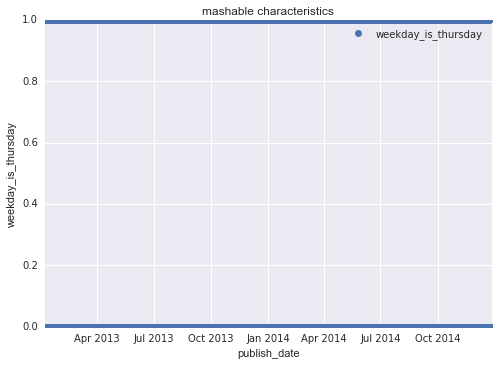 mashable characteristics
1.0
weekday_is_thursday
0.8
0.6
weekday_is_thursday
0.4
0.2
0.0
Apr 2013 Jul 2013 Oct 2013 Jan 2014 Apr 2014 Jul 2014 Oct 2014
publish_date